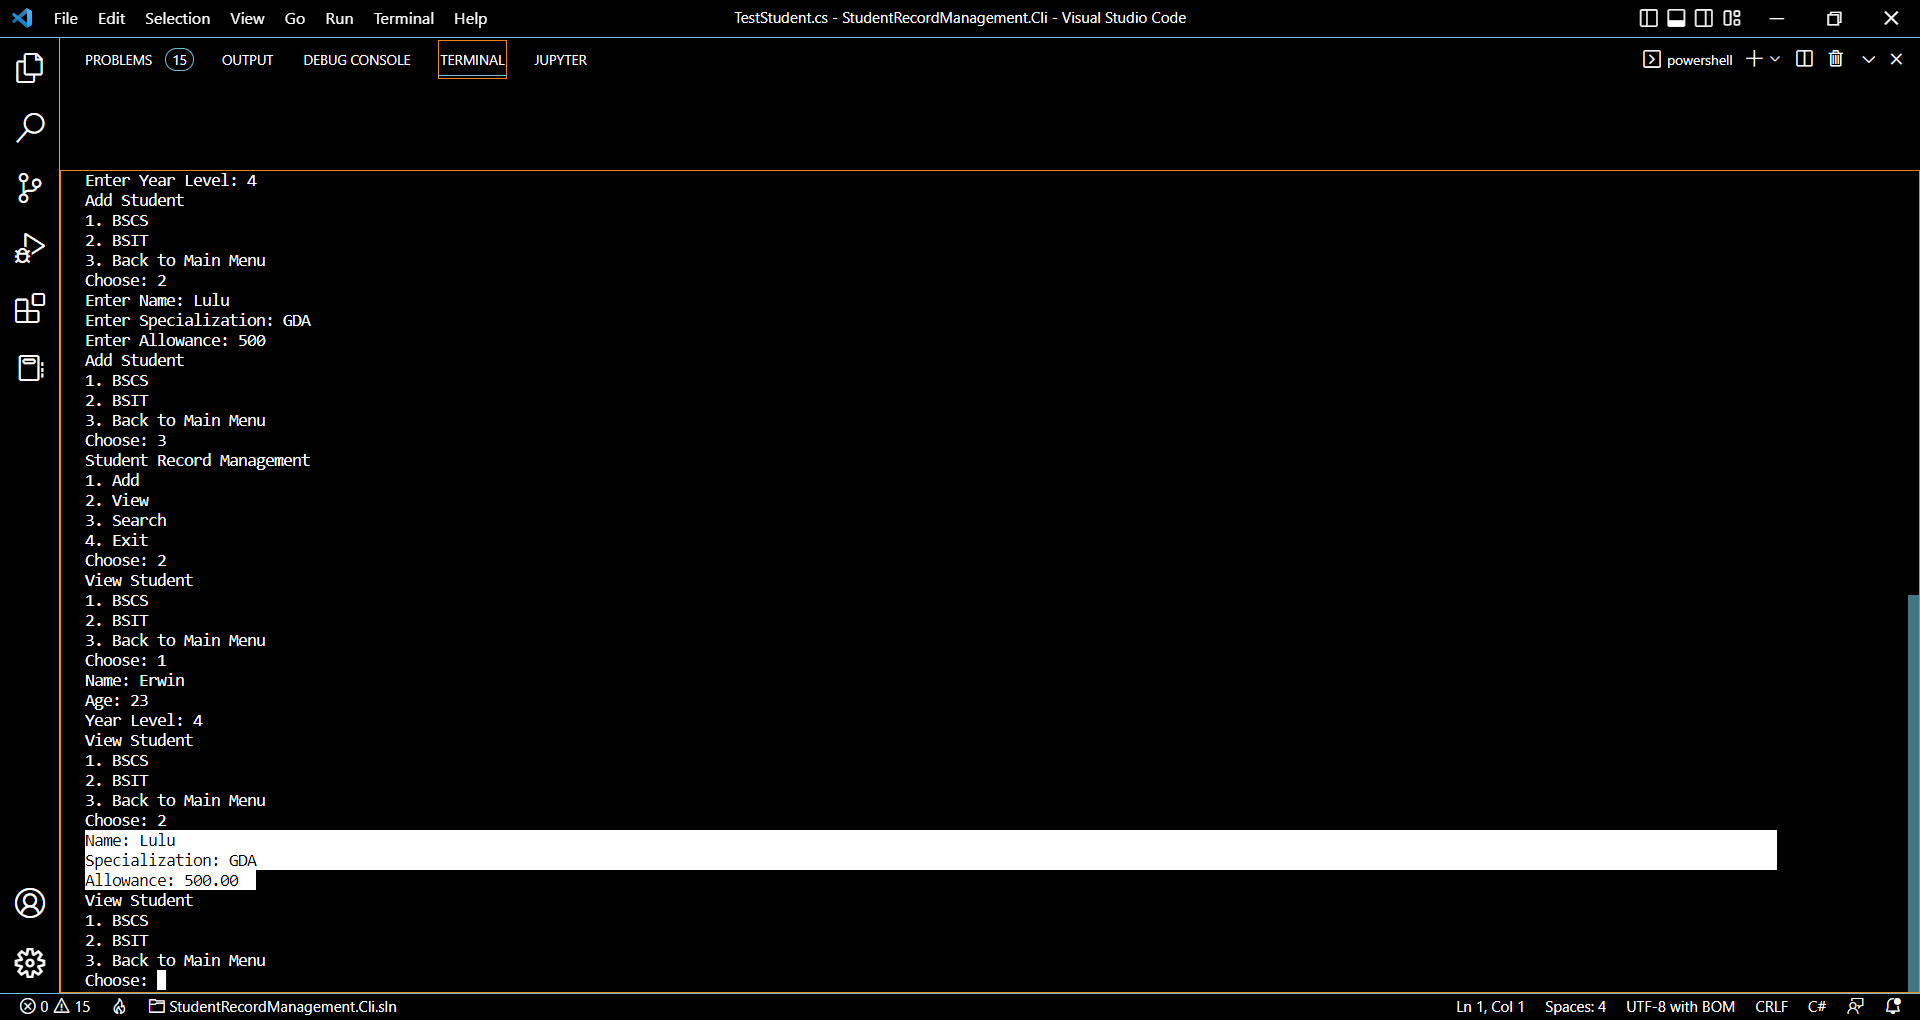 File Edit Selection View Go Run Terminal Help TestStudent.cs - StudentRecordManagement.Cli - Visual Studio Code
PROBLEMS 15 OUTPUT DEBUG CONSOLE TERMINAL JUPYTER powershell
Enter Year Level: 4
Add Student
1. BSCS
2. BSIT
3. Back to Main Menu
Choose: 2
Enter Name: Lulu
Enter Specialization: GDA
Enter Allowance: 500
Add Student
1. BSCS
2. BSIT
3. Back to Main Menu
Choose: 3
Student Record Management
1. Add
2. View
3. Search
4. Exit
Choose: 2
View Student
1. BSCS
2. BSIT
3. Back to Main Menu
Choose: 1
Name: Erwin
Age: 23
Year Level: 4
View Student
1. BSCS
2. BSIT
3. Back to Main Menu
Choose: 2
Name: Lulu
Specialization: GDA
Allowance: 500.00
View Student
1. BSCS
2. BSIT
3. Back to Main Menu
Choose:
0 15 StudentRecordManagement.Cli.sln Ln 1, Col 1 Spaces: 4 UTF-8 with BOM CRLF C#